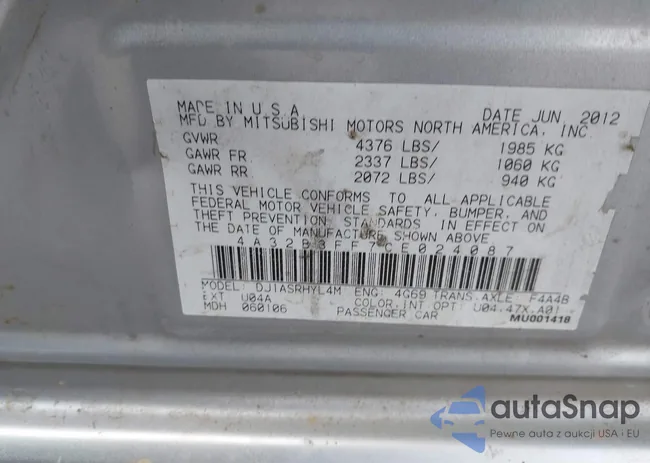 MADE IN U.S.A. DATE JUN 2012
MFD BY MITSUBISHI MOTORS NORTH AMERICA, INC
GVWR 4376 LBS/ 1985 KG
GAWR FR 2337 LBS/ 1060 KG
GAWR RR 2072 LBS/ 940 KG
THIS VEHICLE CONFORMS TO ALL APPLICABLE
FEDERAL MOTOR VEHICLE SAFETY, BUMPER, AND
THEFT PREVENTION STANDARDS IN EFFECT ON
THE DATE OF MANUFACTURE SHOWN ABOVE
4A32B3FF7CE024087
MODEL: DJ1ASRHYL4M ENG: 4G69 TRANS.AXLE F4A4B
EXT U04A COLOR.INT OPT: U04.47X.A01
MDH 060106 PASSENGER CAR MU001418
autaSnap
Pewne auta z aukcji USA i EU